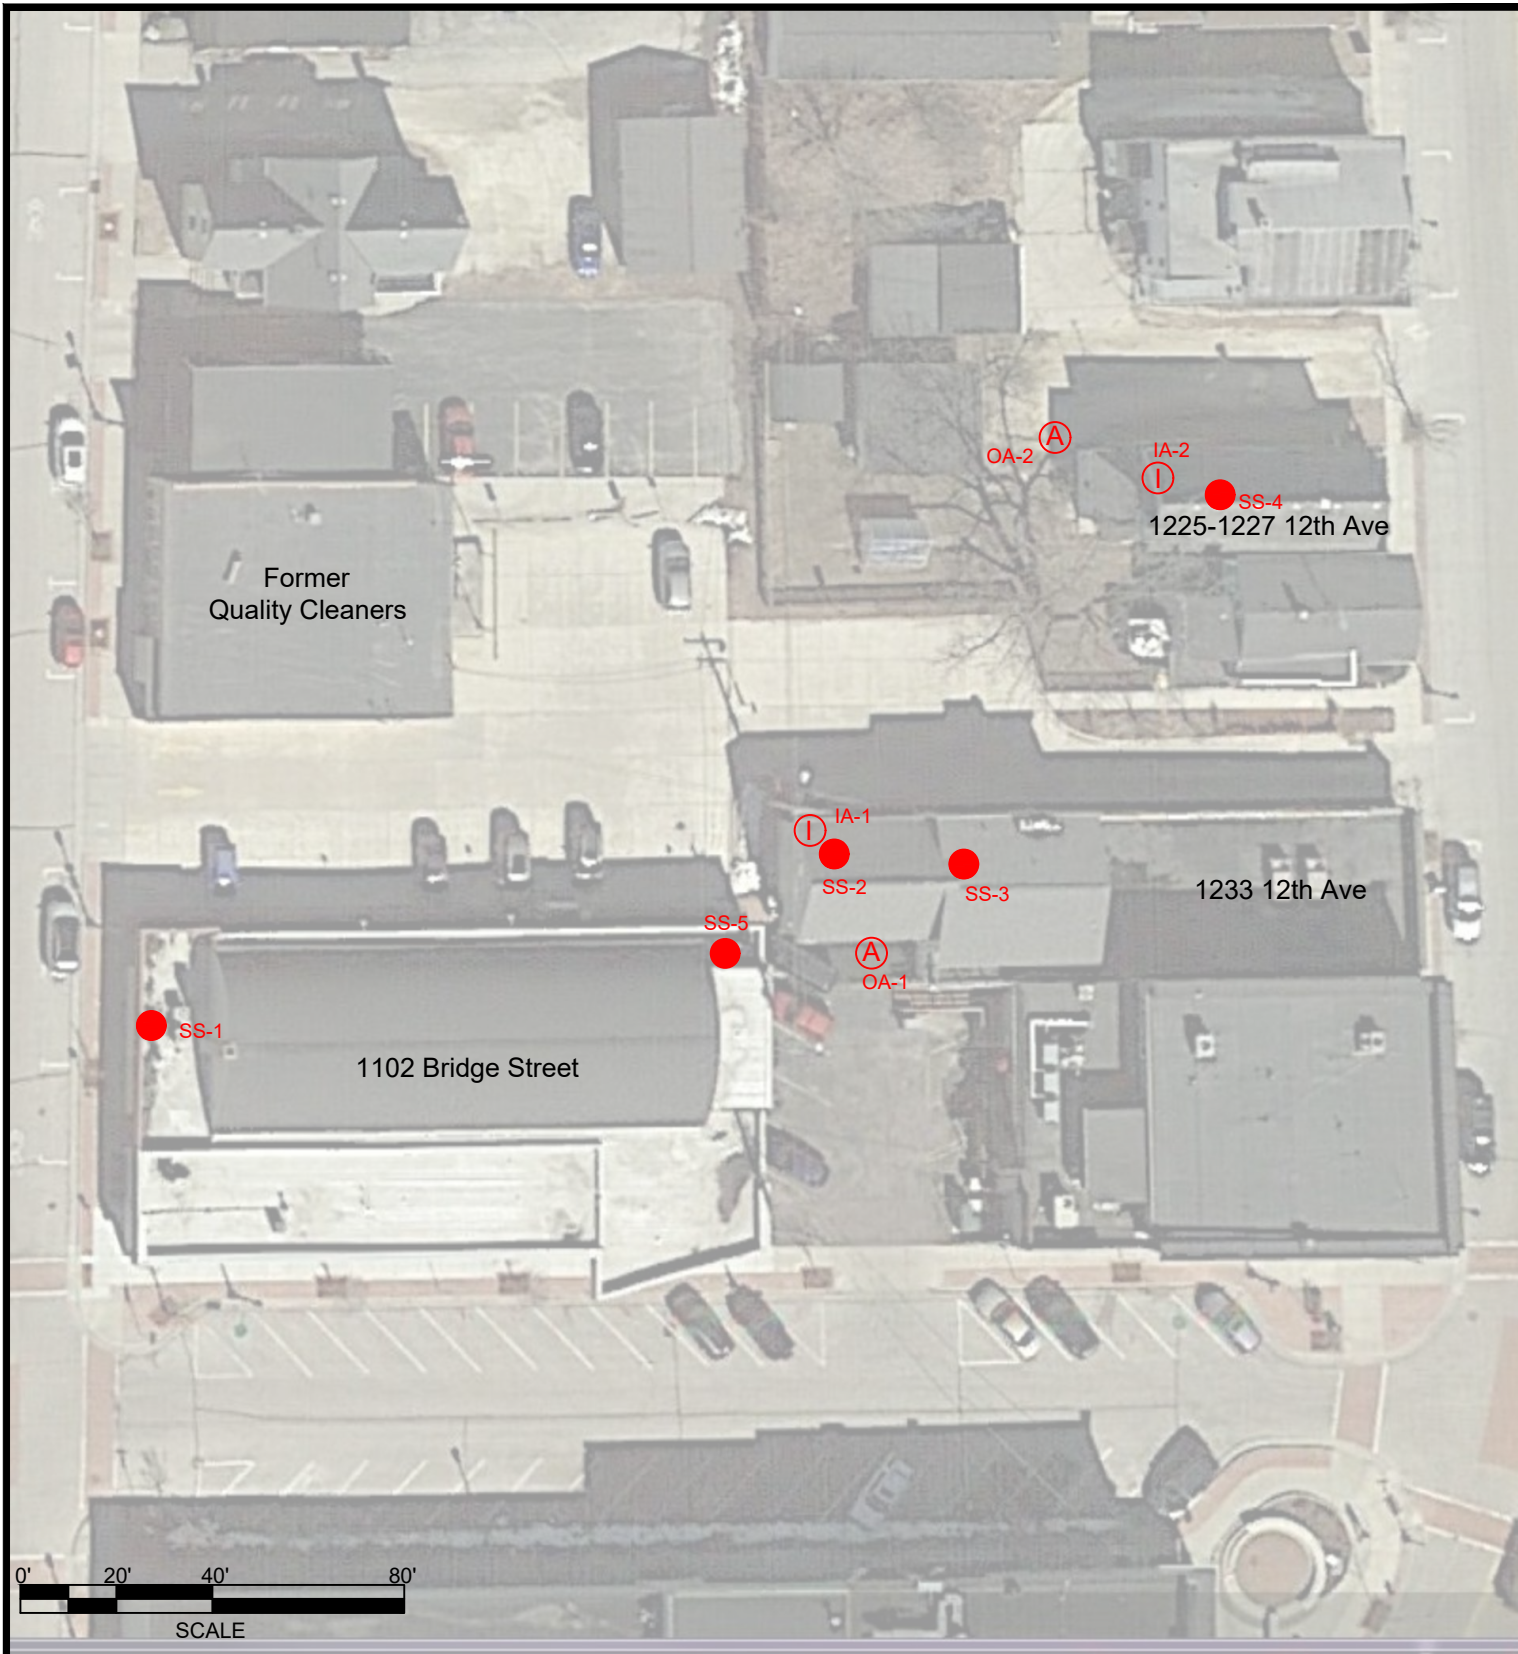 OA-2
IA-2
SS-4
1225-1227 12th Ave
Former
Quality Cleaners
IA-1
SS-2
SS-3
1233 12th Ave
SS-5
OA-1
SS-1
1102 Bridge Street
0' 20' 40' 80'
SCALE
A
I
I
A